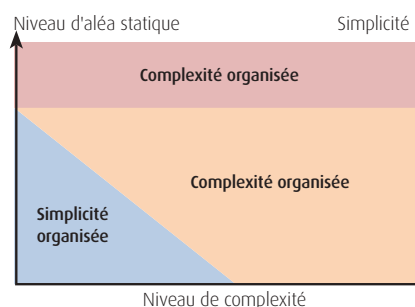 Niveau d'aléa statique
Simplicité
Complexité organisée
Complexité organisée
Simplicité
organisée
Niveau de complexité